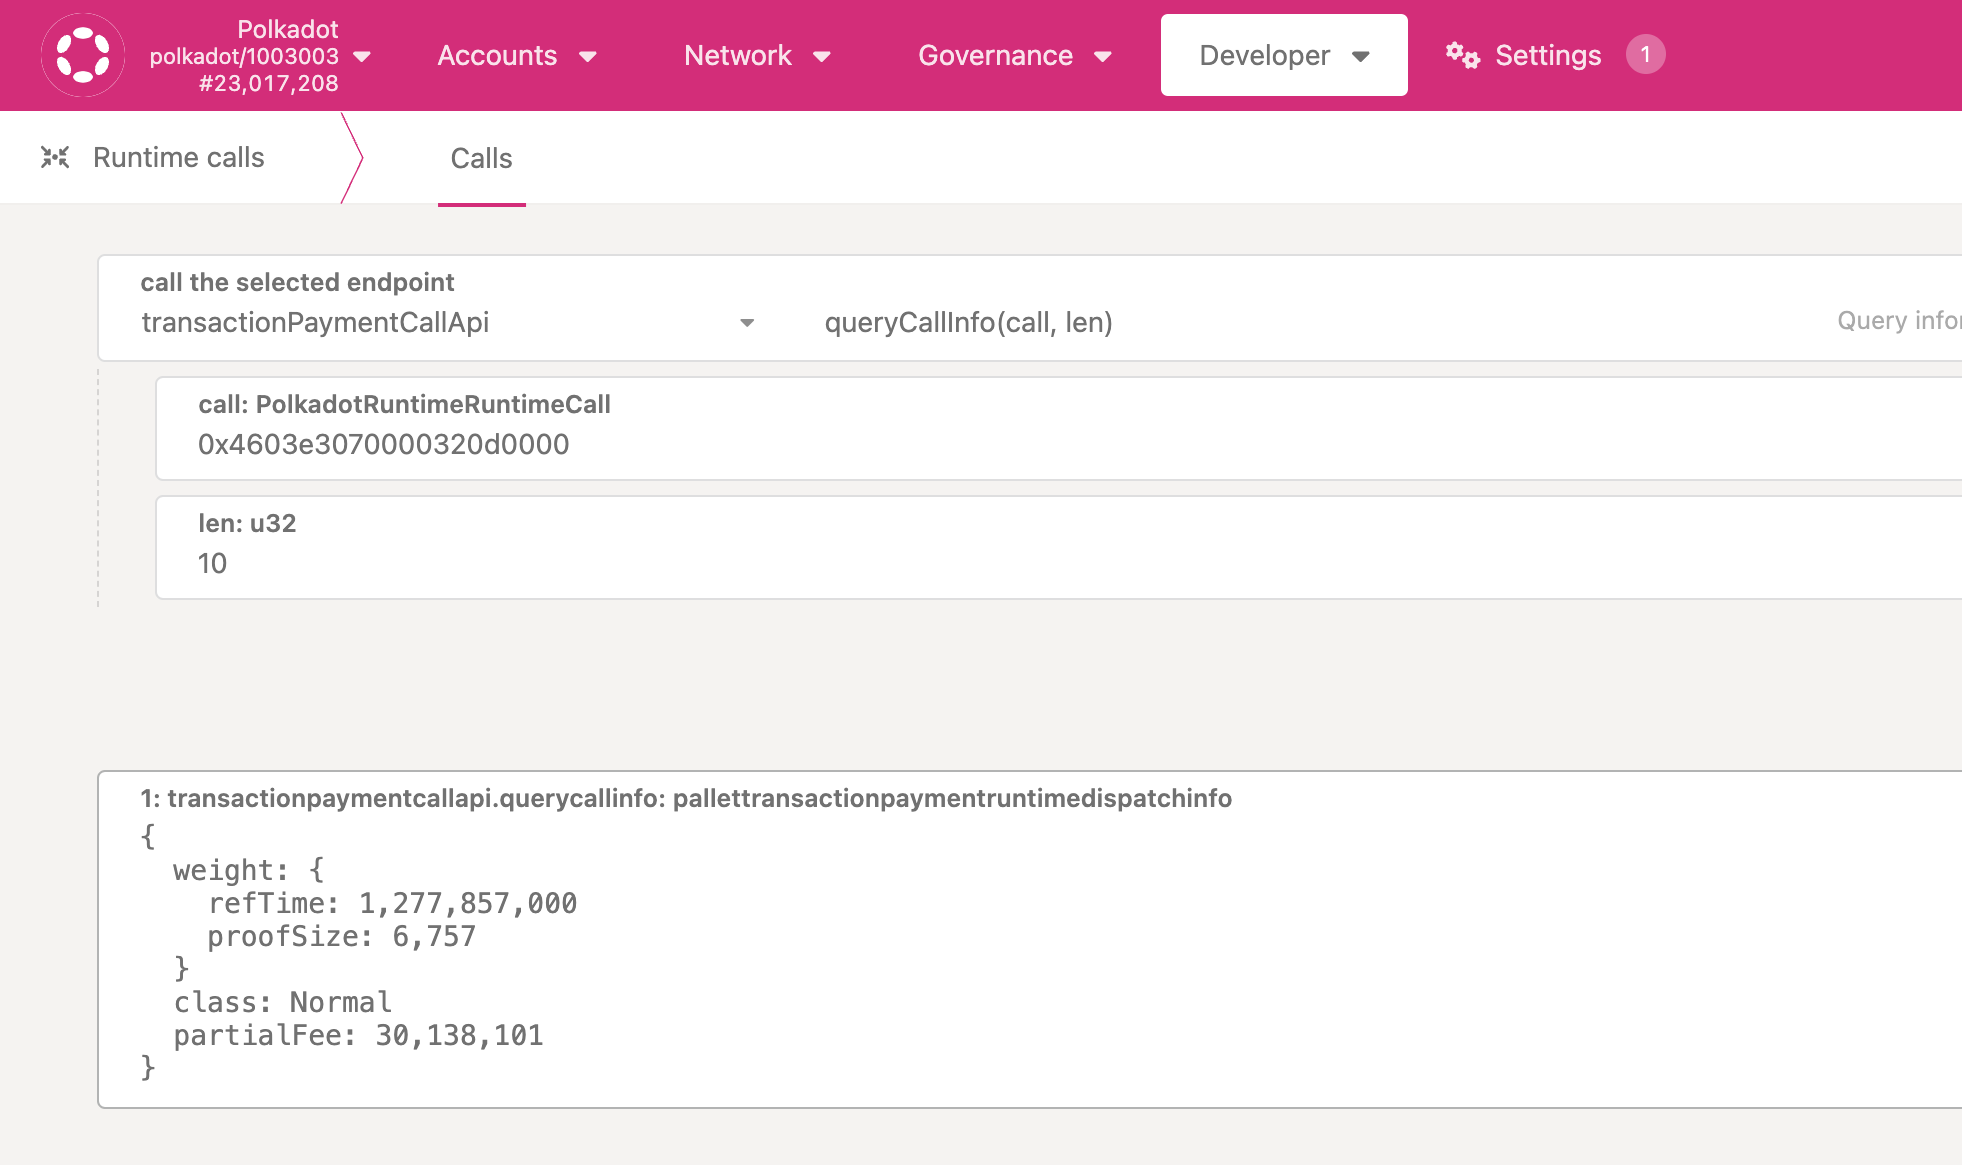 Polkadot
polkadot/1003003
#23,017,208
Accounts
Network
Governance
Developer
Settings
1
Runtime calls
Calls
call the selected endpoint
transactionPaymentCallApi
queryCallInfo(call, len)
Query infor
call: PolkadotRuntimeRuntimeCall
0x4603e3070000320d0000
len: u32
10
1: transactionpaymentcallapi.querycallinfo: pallettransactionpaymentruntimedispatchinfo
{
weight: {
refTime: 1,277,857,000
proofSize: 6,757
}
class: Normal
partialFee: 30,138,101
}